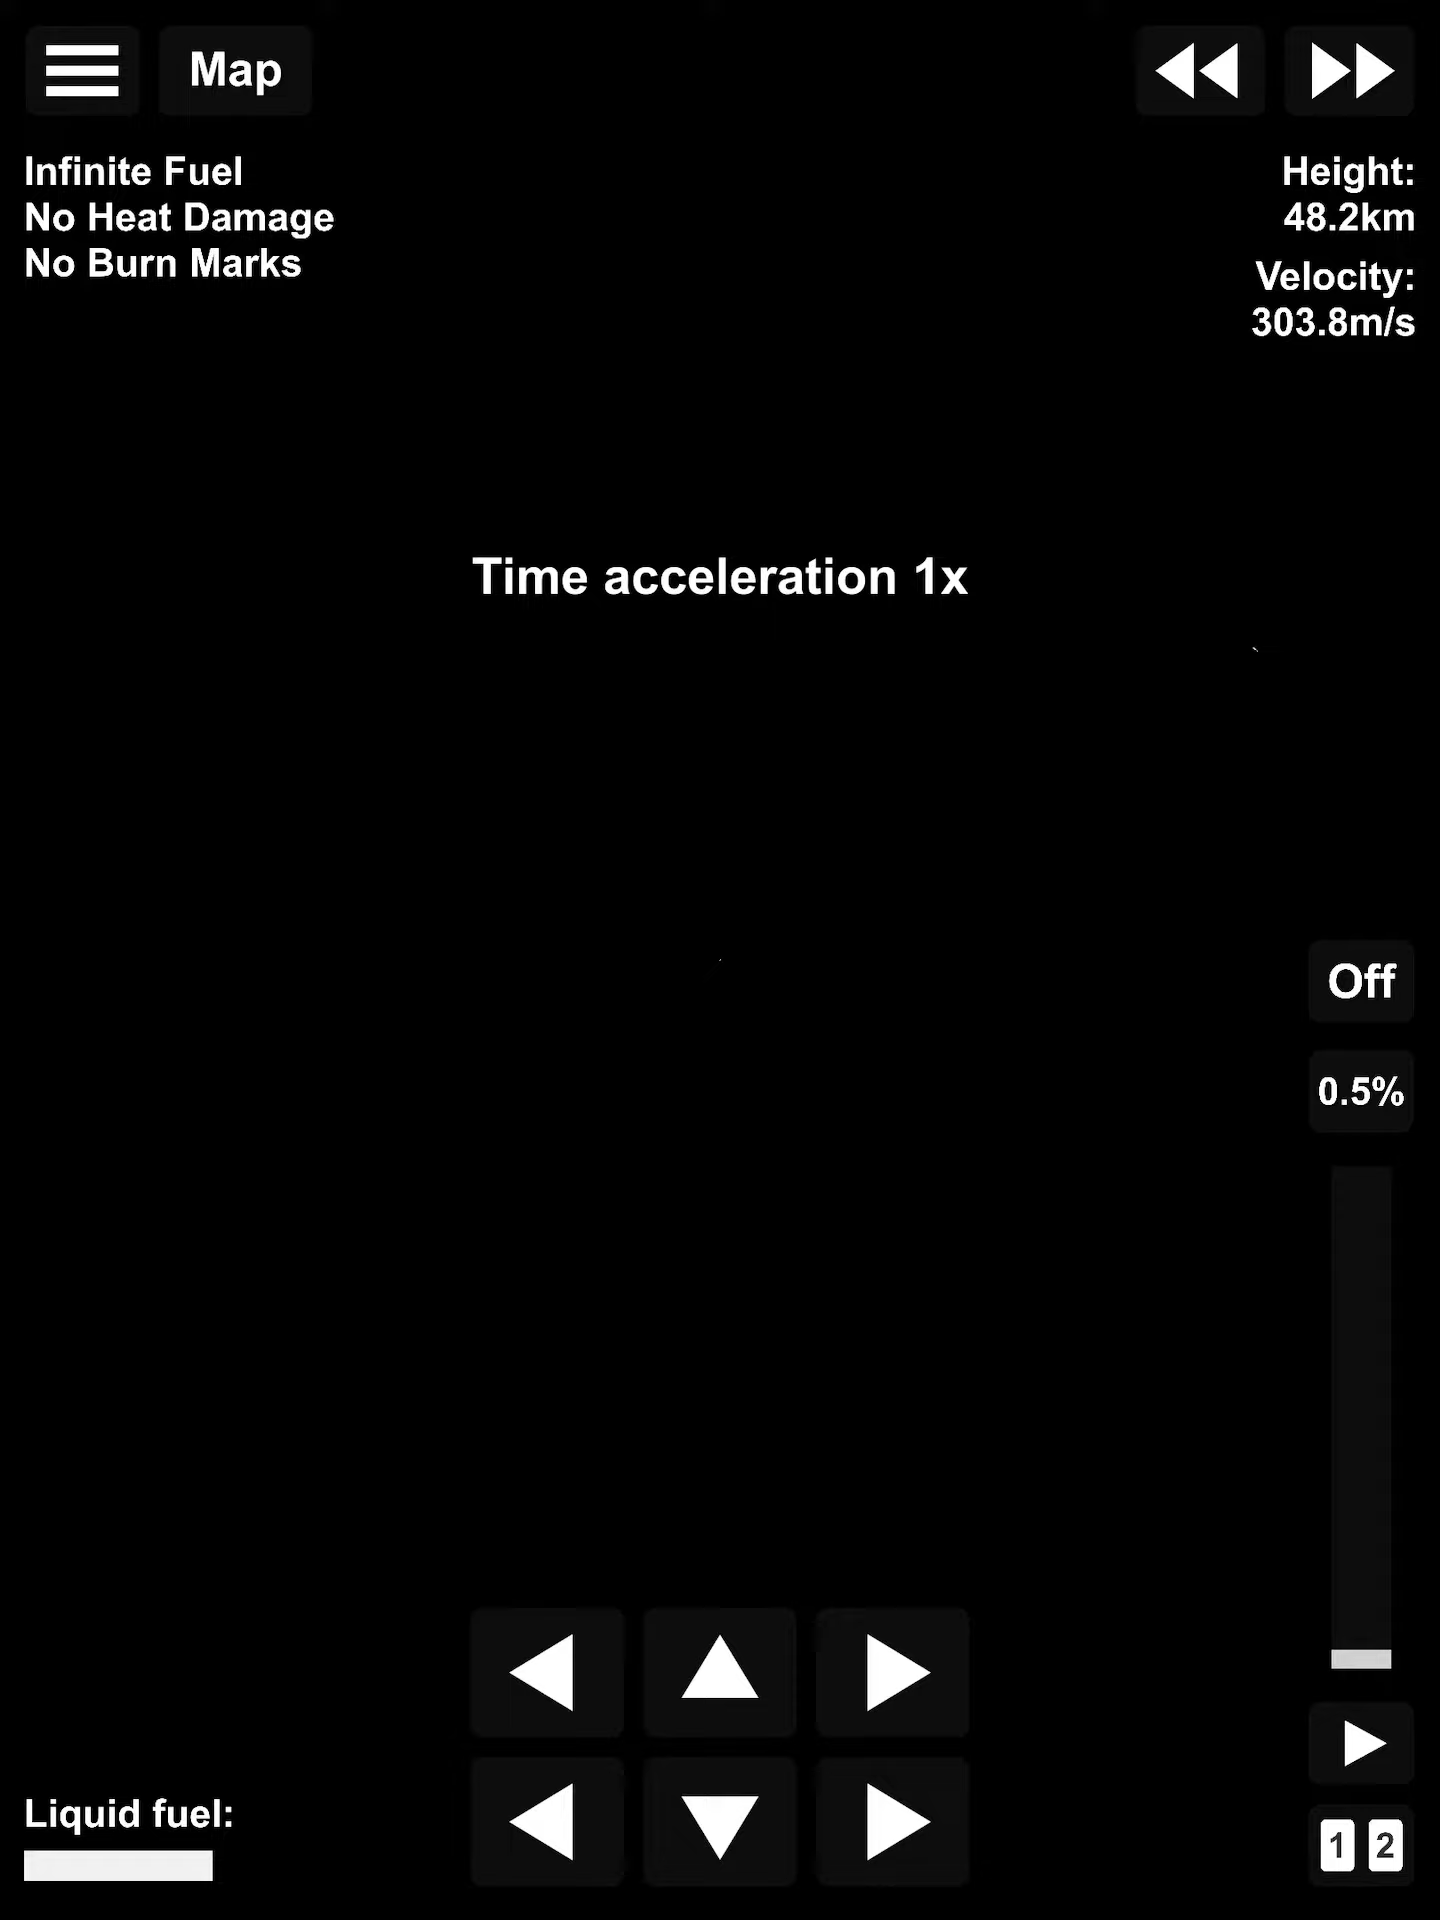 Map
Infinite Fuel
No Heat Damage
No Burn Marks
Height:
48.2km
Velocity:
303.8m/s
Time acceleration 1x
Off
0.5%
Liquid fuel:
1 2